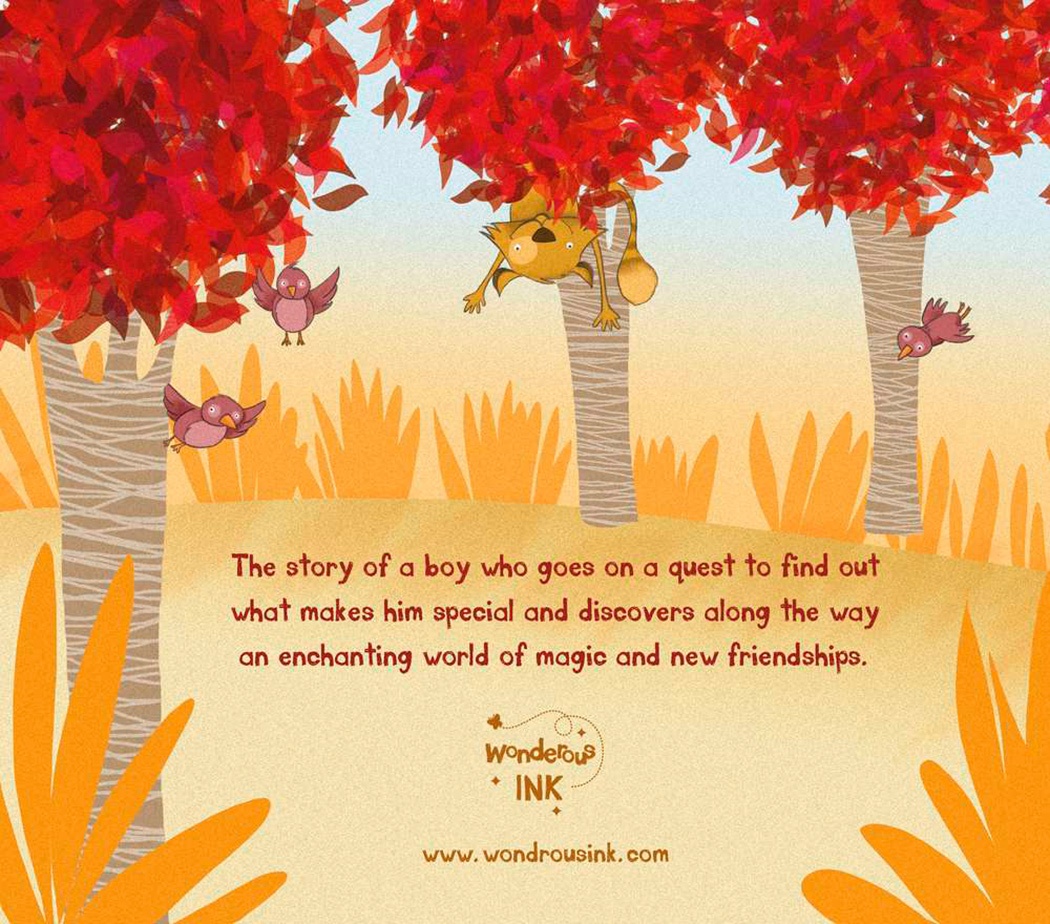 The story of a boy who goes on a quest to find out
what makes him special and discovers along the way
an enchanting world of magic and new friendships.
Wonderous
INK
www.wondrousink.com